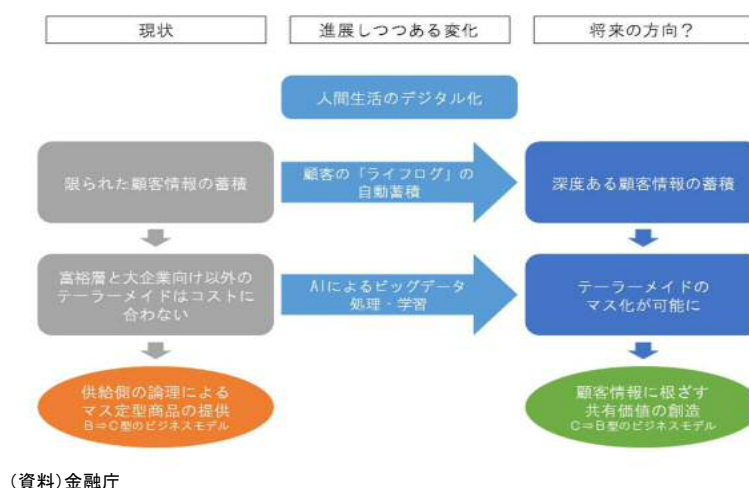 現状
進展しつつある変化
将来の方向？
人間生活のデジタル化
限られた顧客情報の蓄積
顧客の「ライフログ」の
自動蓄積
深度ある顧客情報の蓄積
富裕層と大企業向け以外の
テーラーメイドはコストに
合わない
AIによるビッグデータ
処理・学習
テーラーメイドの
マス化が可能に
供給側の論理による
マス定型商品の提供
B⇒C型のビジネスモデル
顧客情報に根ざす
共有価値の創造
C⇒B型のビジネスモデル
(資料)金融庁